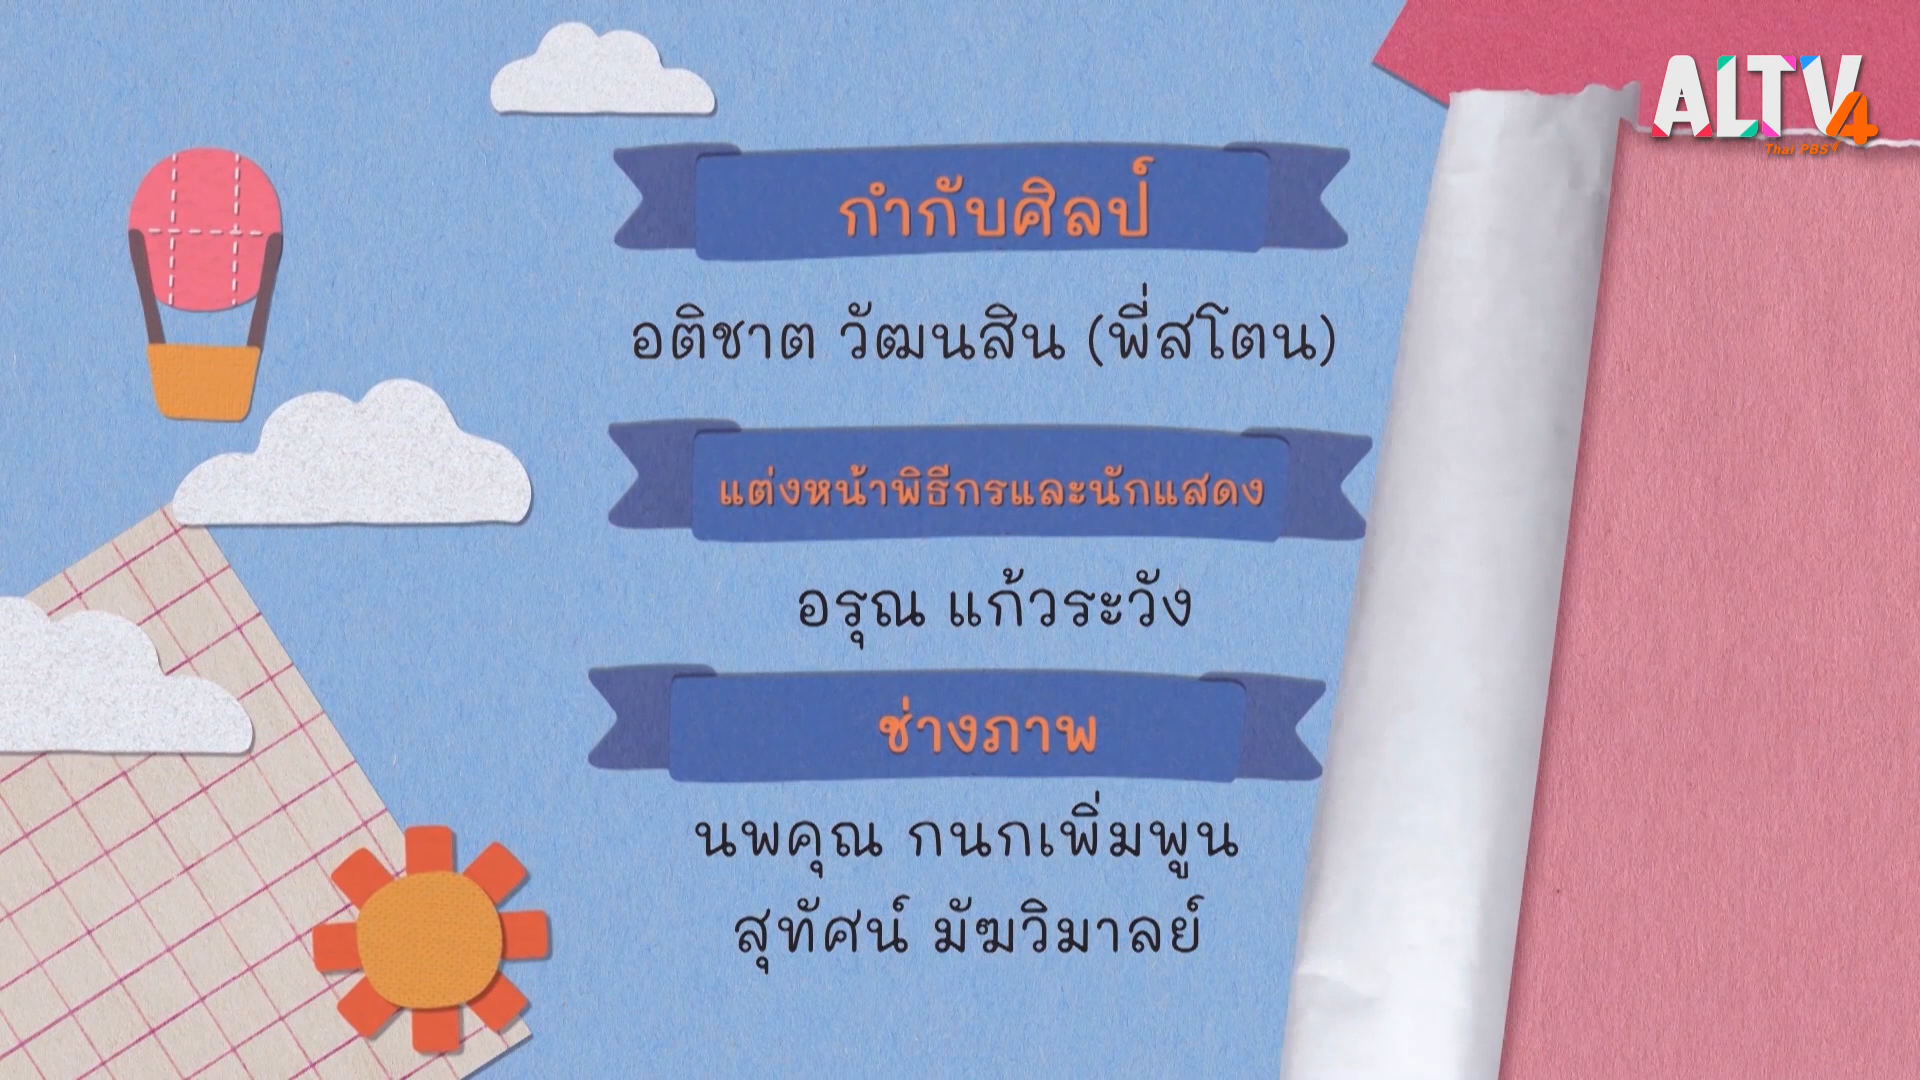 ALTV4
Thai PBS
กำกับศิลป์
อติชาต วัฒนสิน (พี่สโตน)
แต่งหน้าพิธีกรและนักแสดง
อรุณ แก้วระวัง
ช่างภาพ
นพคุณ กนกเพิ่มพูน
สุทัศน์ มัฆวิมาลย์